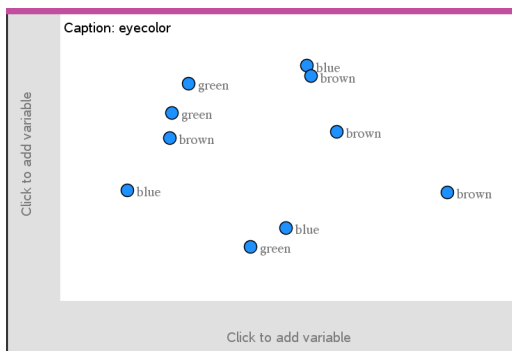 Caption: eyecolor
blue
brown
green
green
brown
brown
blue
brown
blue
green
Click to add variable
Click to add variable